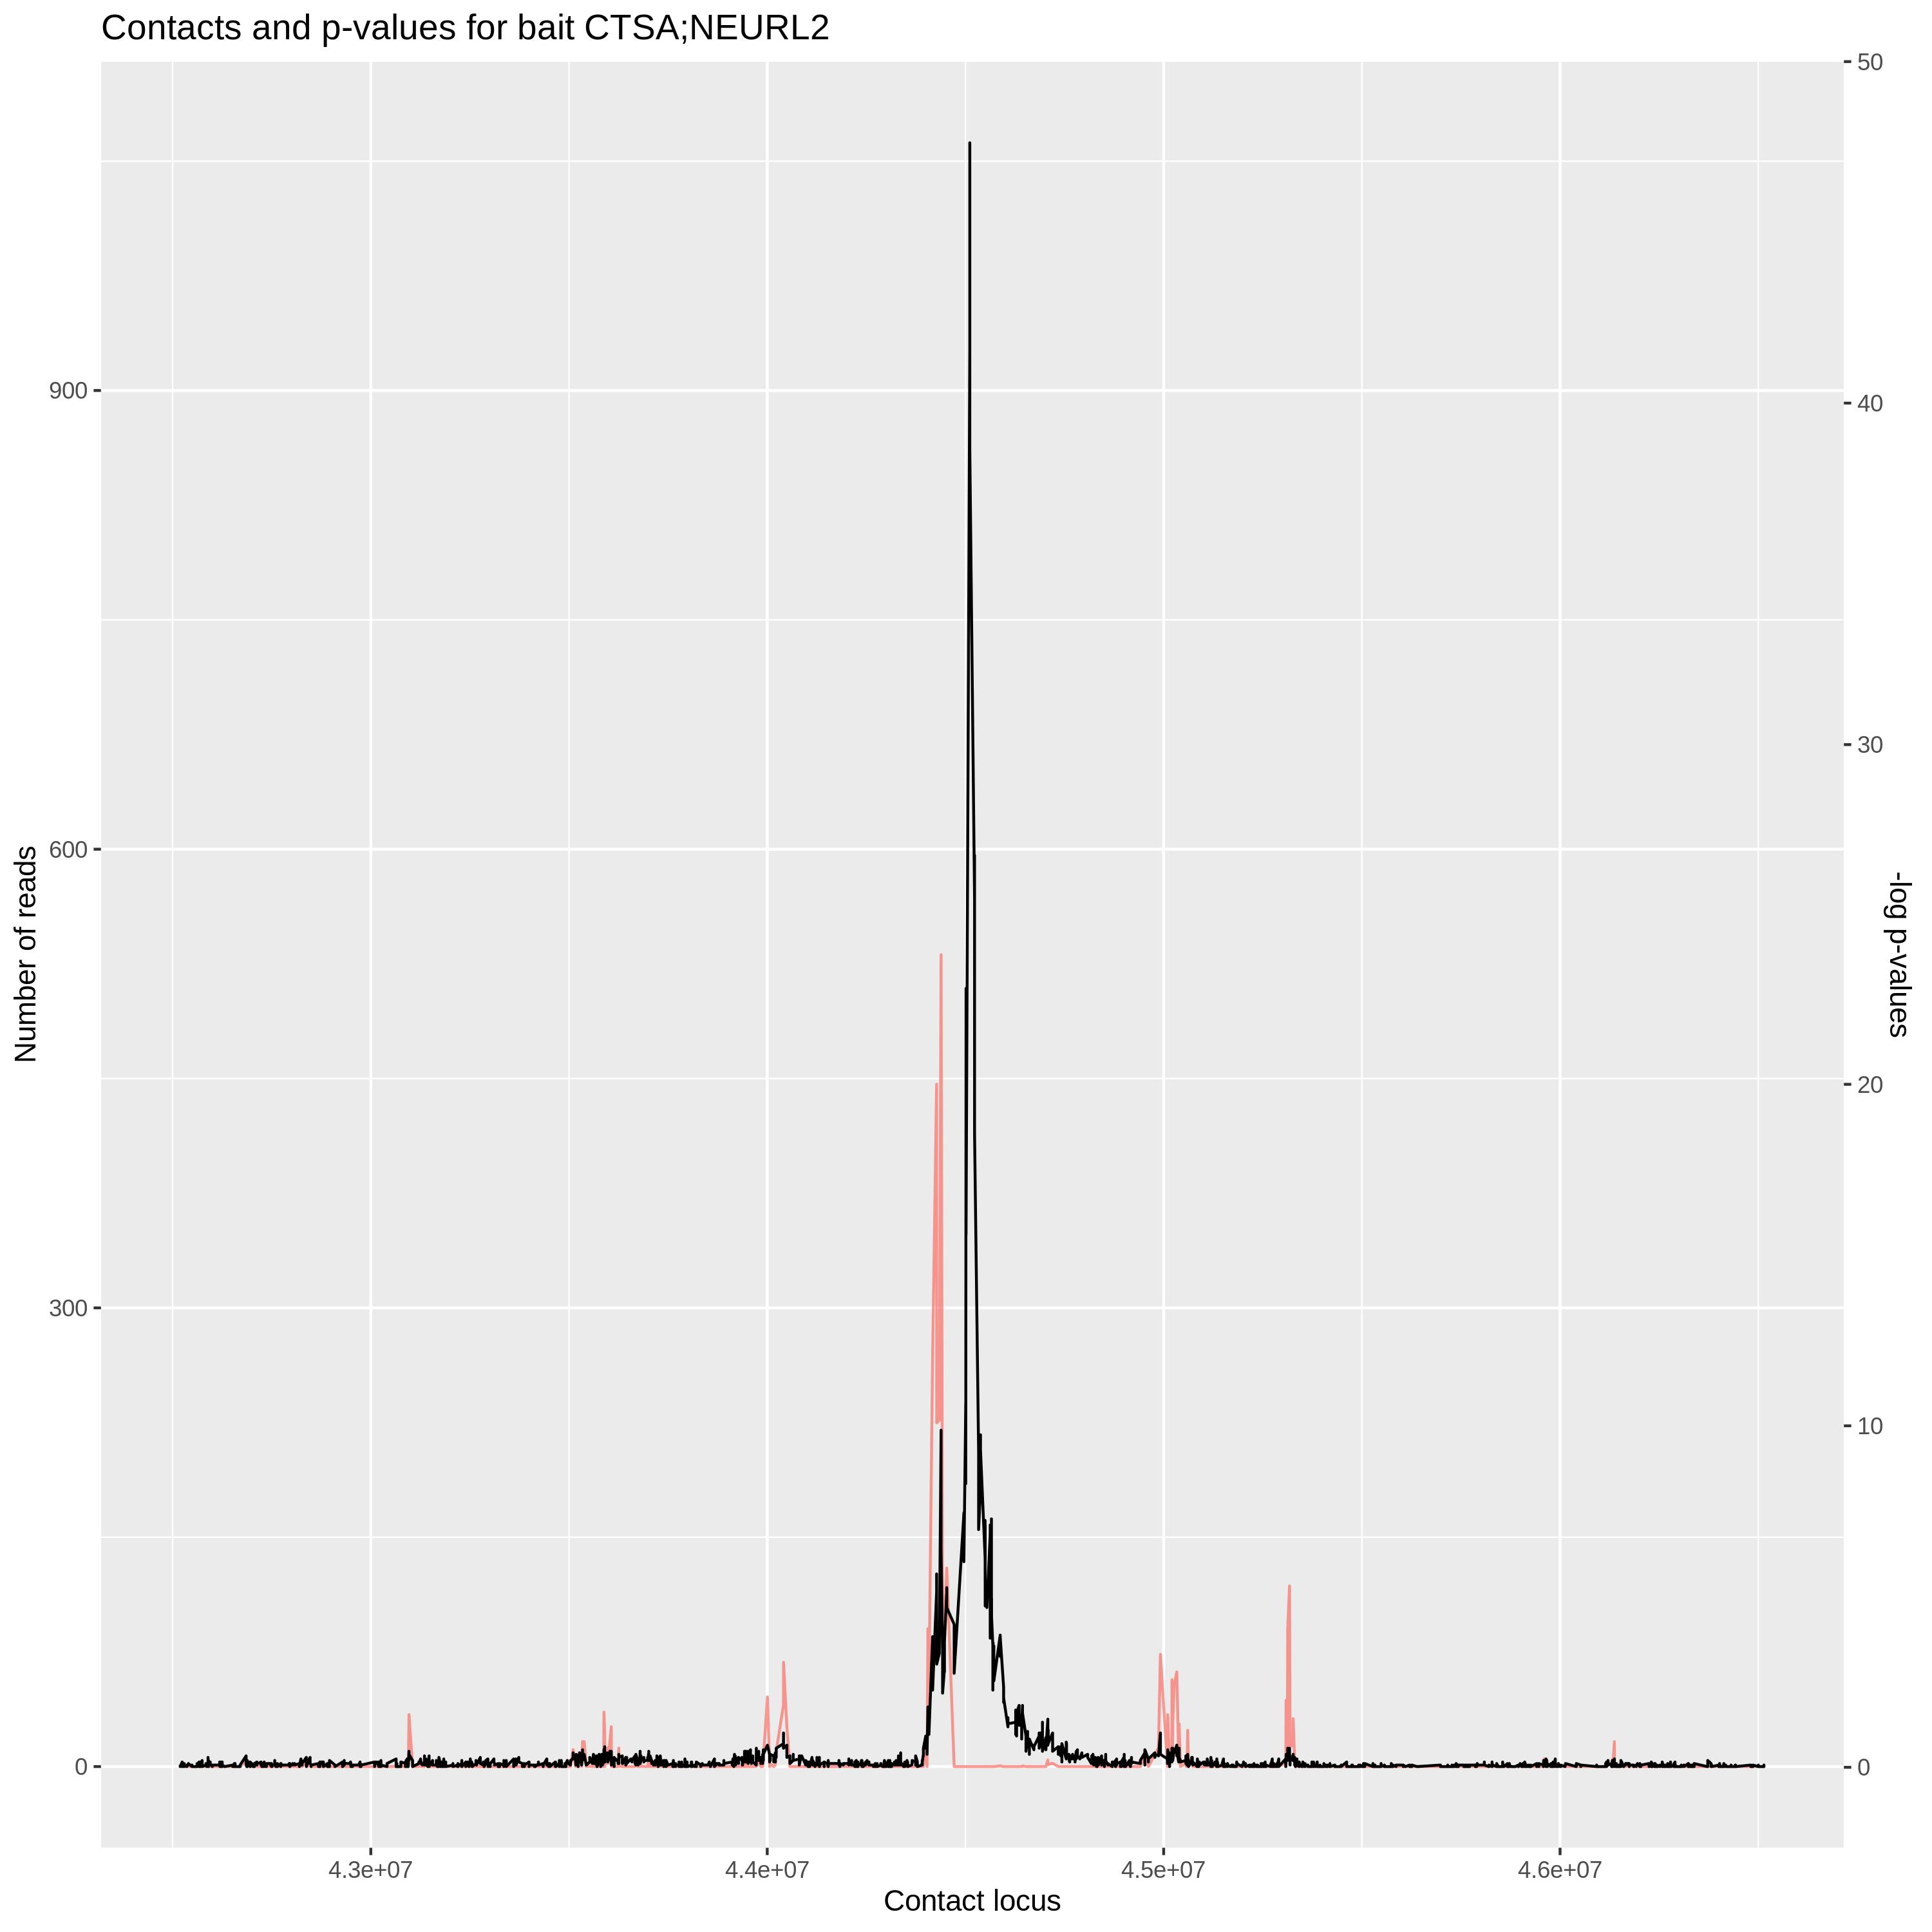 Contacts and p-values for bait CTSA;NEURL2
50
900
40
30
600
Number of reads
-log p-values
20
300
10
0
0
4.3e+07
4.4e+07
4.5e+07
4.6e+07
Contact locus